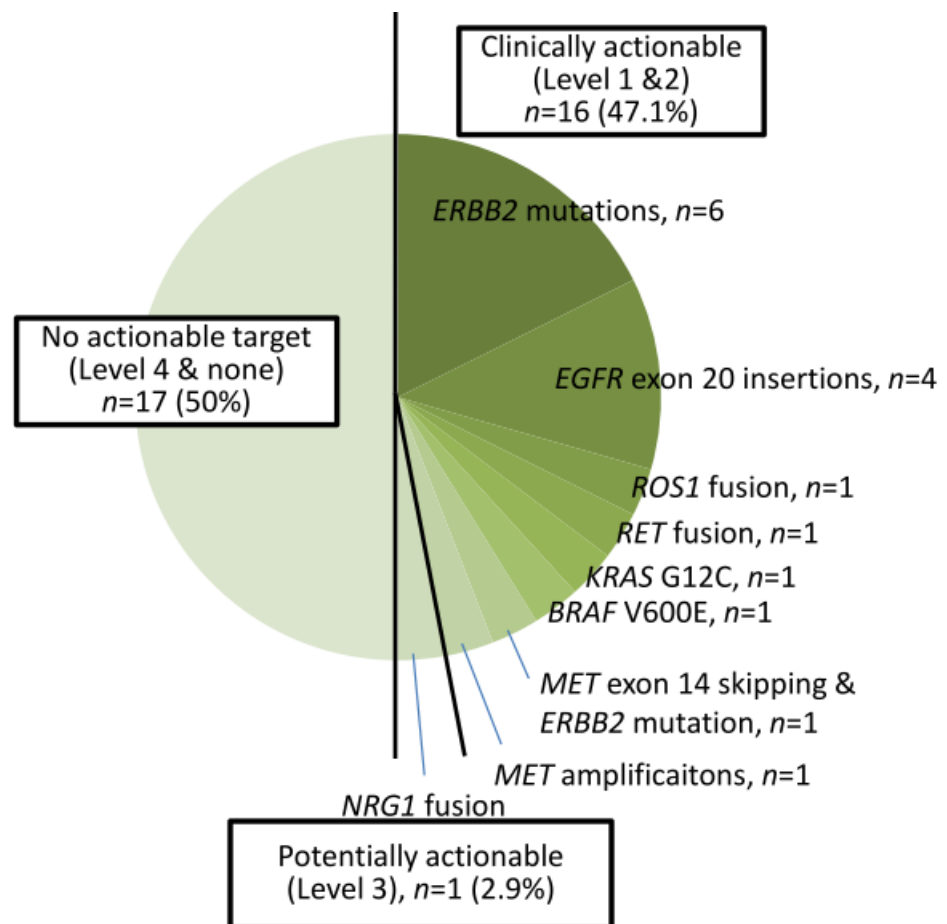 Clinically actionable
(Level 1 &2)
n=16 (47.1%)
ERBB2 mutations, n=6
No actionable target
(Level 4 & none)
n=17 (50%)
EGFR exon 20 insertions, n=4
ROS1 fusion, n=1
RET fusion, n=1
KRAS G12C, n=1
BRAF V600E, n=1
MET exon 14 skipping &
ERBB2 mutation, n=1
MET amplificaitons, n=1
NRG1 fusion
Potentially actionable
(Level 3), n=1 (2.9%)